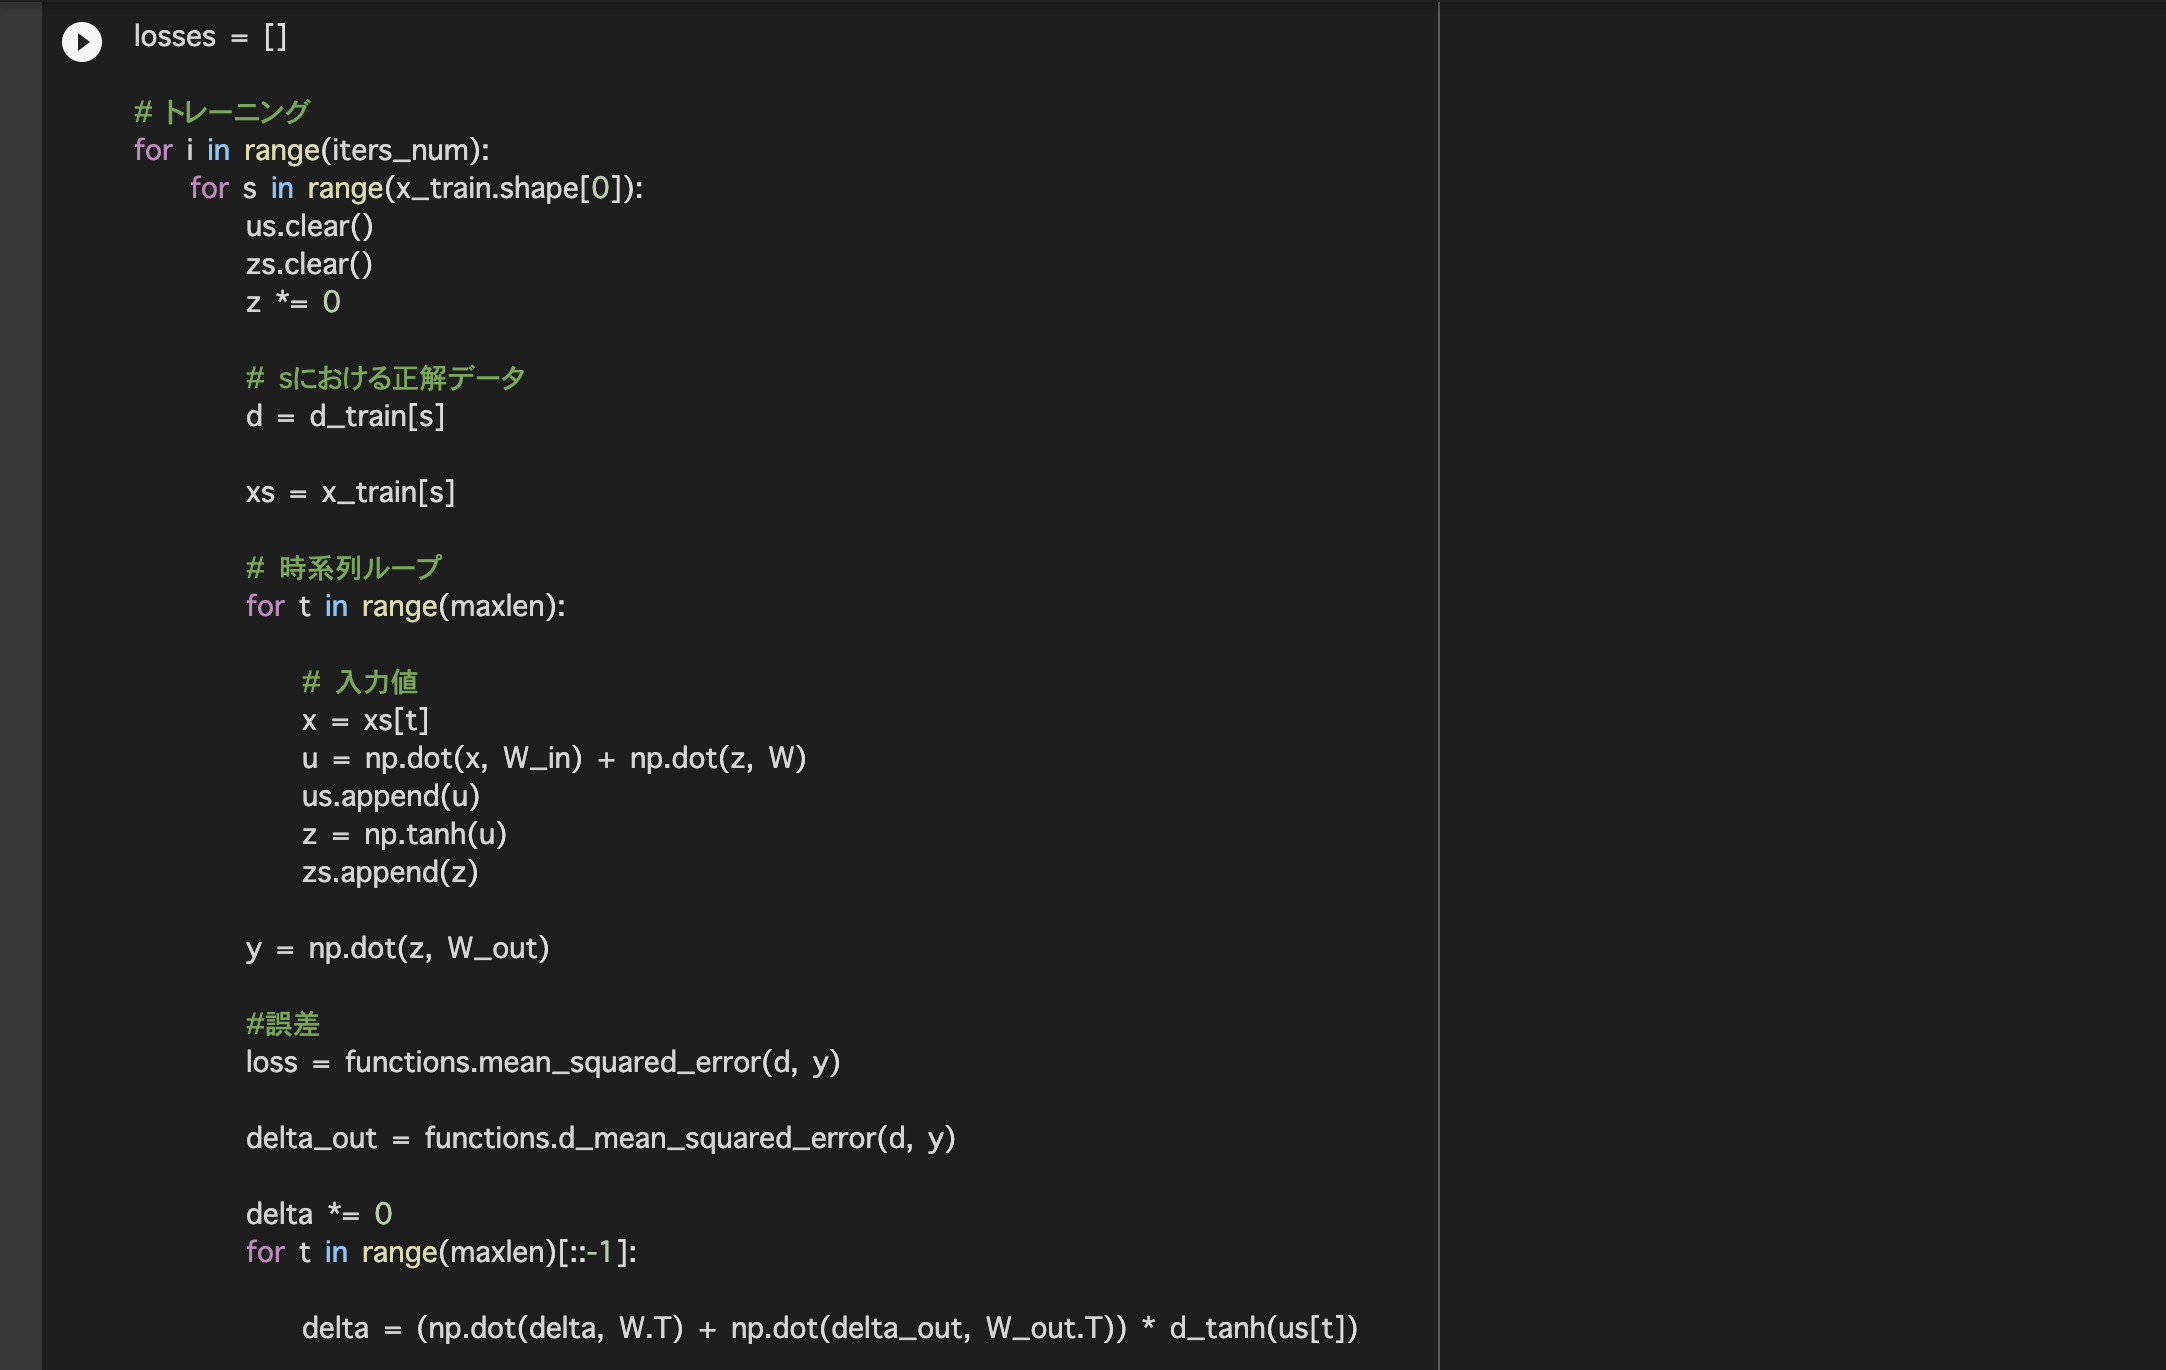 losses = []
# トレーニング
for i in range(iters_num):
    for s in range(x_train.shape[0]):
        us.clear()
        zs.clear()
        z *= 0
        # sにおける正解データ
        d = d_train[s]
        xs = x_train[s]
        # 時系列ループ
        for t in range(maxlen):
            # 入力値
            x = xs[t]
            u = np.dot(x, W_in) + np.dot(z, W)
            us.append(u)
            z = np.tanh(u)
            zs.append(z)
        y = np.dot(z, W_out)
        #誤差
        loss = functions.mean_squared_error(d, y)
        delta_out = functions.d_mean_squared_error(d, y)
        delta *= 0
        for t in range(maxlen)[::-1]:
            delta = (np.dot(delta, W.T) + np.dot(delta_out, W_out.T)) * d_tanh(us[t])